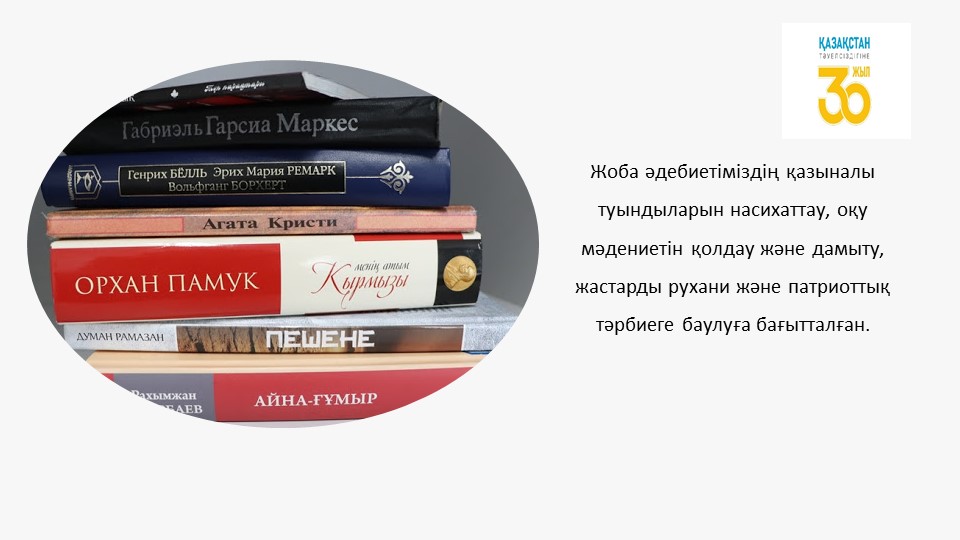 ҚАЗАҚСТАН
ТӘУЕЛСІЗДІГІНЕ
30
ЖЫЛ
Жоба әдебиетіміздің қазыналы
туындыларын насихаттау, оқу
мәдениетін қолдау және дамыту,
жастарды рухани және патриоттық
тәрбиеге баулуға бағытталған.
Габриэль Гарсиа Маркес
Генрих БЁЛЛЬ Эрих Мария РЕМАРК
Вольфганг БОРХЕРТ
Агата Кристи
ОРХАН ПАМУК
менің атым
Қырмызы
ДУМАН РАМАЗАН
ПЕШЕНЕ
Рахымжан
АЙНА-ҒҰМЫР